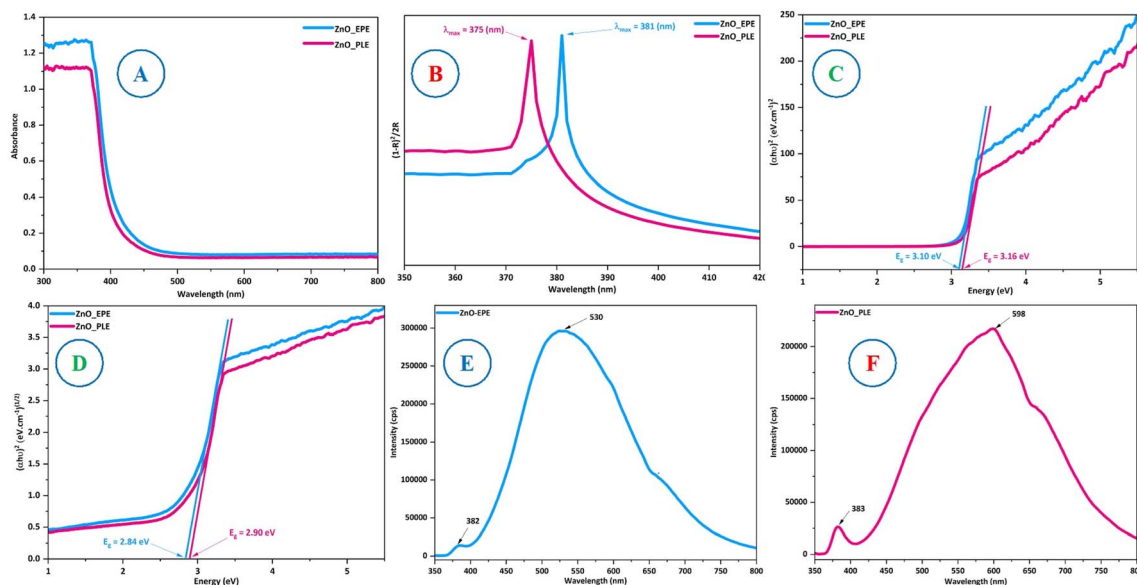 ZnO_EPE
ZnO_PLE
A
Absorbance
1.4
1.2
1.0
0.8
0.6
0.4
0.2
0.0
300 400 500 600 700 800
Wavelength (nm)
λmax = 375 (nm)
λmax = 381 (nm)
ZnO_EPE
ZnO_PLE
B
(1-R)²/2R
350 360 370 380 390 400 410 420
Wavelength (nm)
ZnO_EPE
ZnO_PLE
C
(αhυ)² (eV.cm⁻¹)²
250
200
150
100
50
0
Eg = 3.10 eV
Eg = 3.16 eV
1 2 3 4 5
Energy (eV)
ZnO_EPE
ZnO_PLE
D
(αhυ)² (eV.cm⁻¹)⁽¹/²⁾
4.0
3.5
3.0
2.5
2.0
1.5
1.0
0.5
0.0
Eg = 2.84 eV
Eg = 2.90 eV
1 2 3 4 5
Energy (eV)
ZnO-EPE
530
E
382
Intensity (cps)
300000
250000
200000
150000
100000
50000
0
350 400 450 500 550 600 650 700 750 800
Wavelength (nm)
ZnO_PLE
598
F
383
Intensity (cps)
200000
150000
100000
50000
0
350 400 450 500 550 600 650 700 750 800
Wavelength (nm)